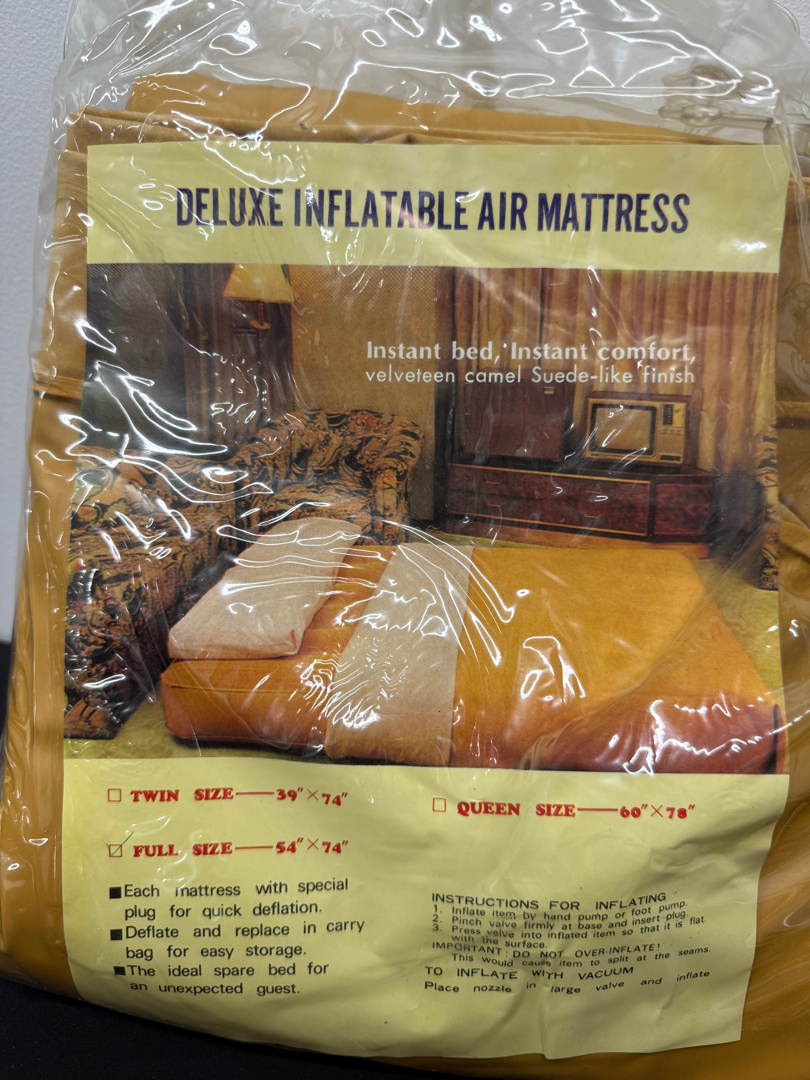 DELUXE INFLATABLE AIR MATTRESS
Instant bed, Instant comfort,
velveteen camel Suede-like finish
☐ TWIN SIZE—39"×74"
☑ FULL SIZE—54"×74"
☐ QUEEN SIZE—60"×78"
■Each mattress with special
plug for quick deflation.
■Deflate and replace in carry
bag for easy storage.
■The ideal spare bed for
an unexpected guest.
INSTRUCTIONS FOR INFLATING
1. Inflate item by hand pump or foot pump.
2. Pinch valve firmly at base and insert plug.
3. Press valve into inflated item so that it is flat
with the surface.
IMPORTANT: DO NOT OVER-INFLATE!
This would cause item to split at the seams.
TO INFLATE WITH VACUUM
Place nozzle in large valve and inflate